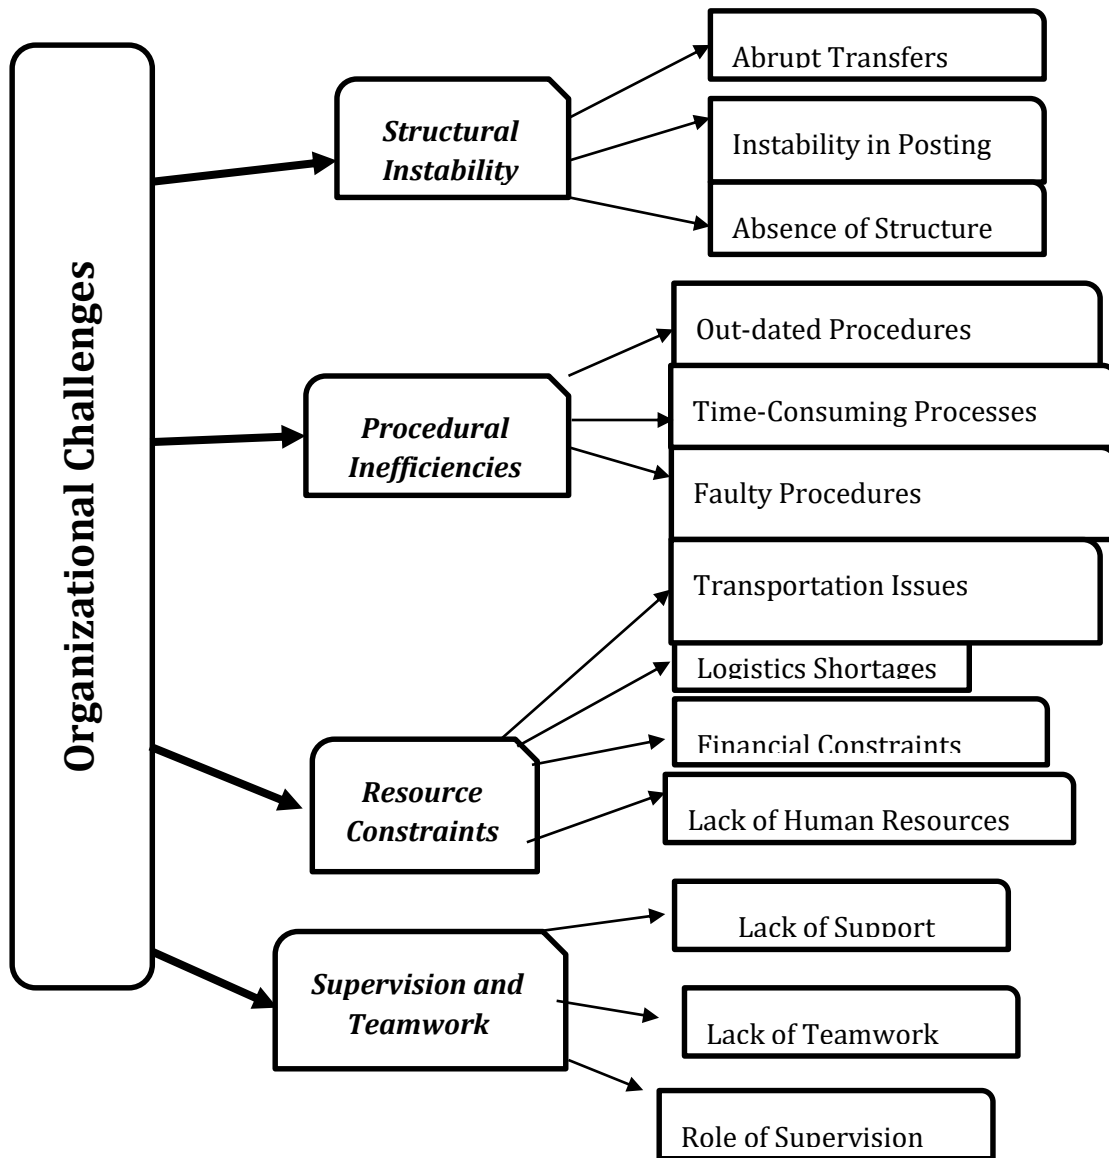 Organizational Challenges
Structural
Instability
Abrupt Transfers
Instability in Posting
Absence of Structure
Procedural
Inefficiencies
Out-dated Procedures
Time-Consuming Processes
Faulty Procedures
Resource
Constraints
Transportation Issues
Logistics Shortages
Financial Constraints
Lack of Human Resources
Supervision and
Teamwork
Lack of Support
Lack of Teamwork
Role of Supervision